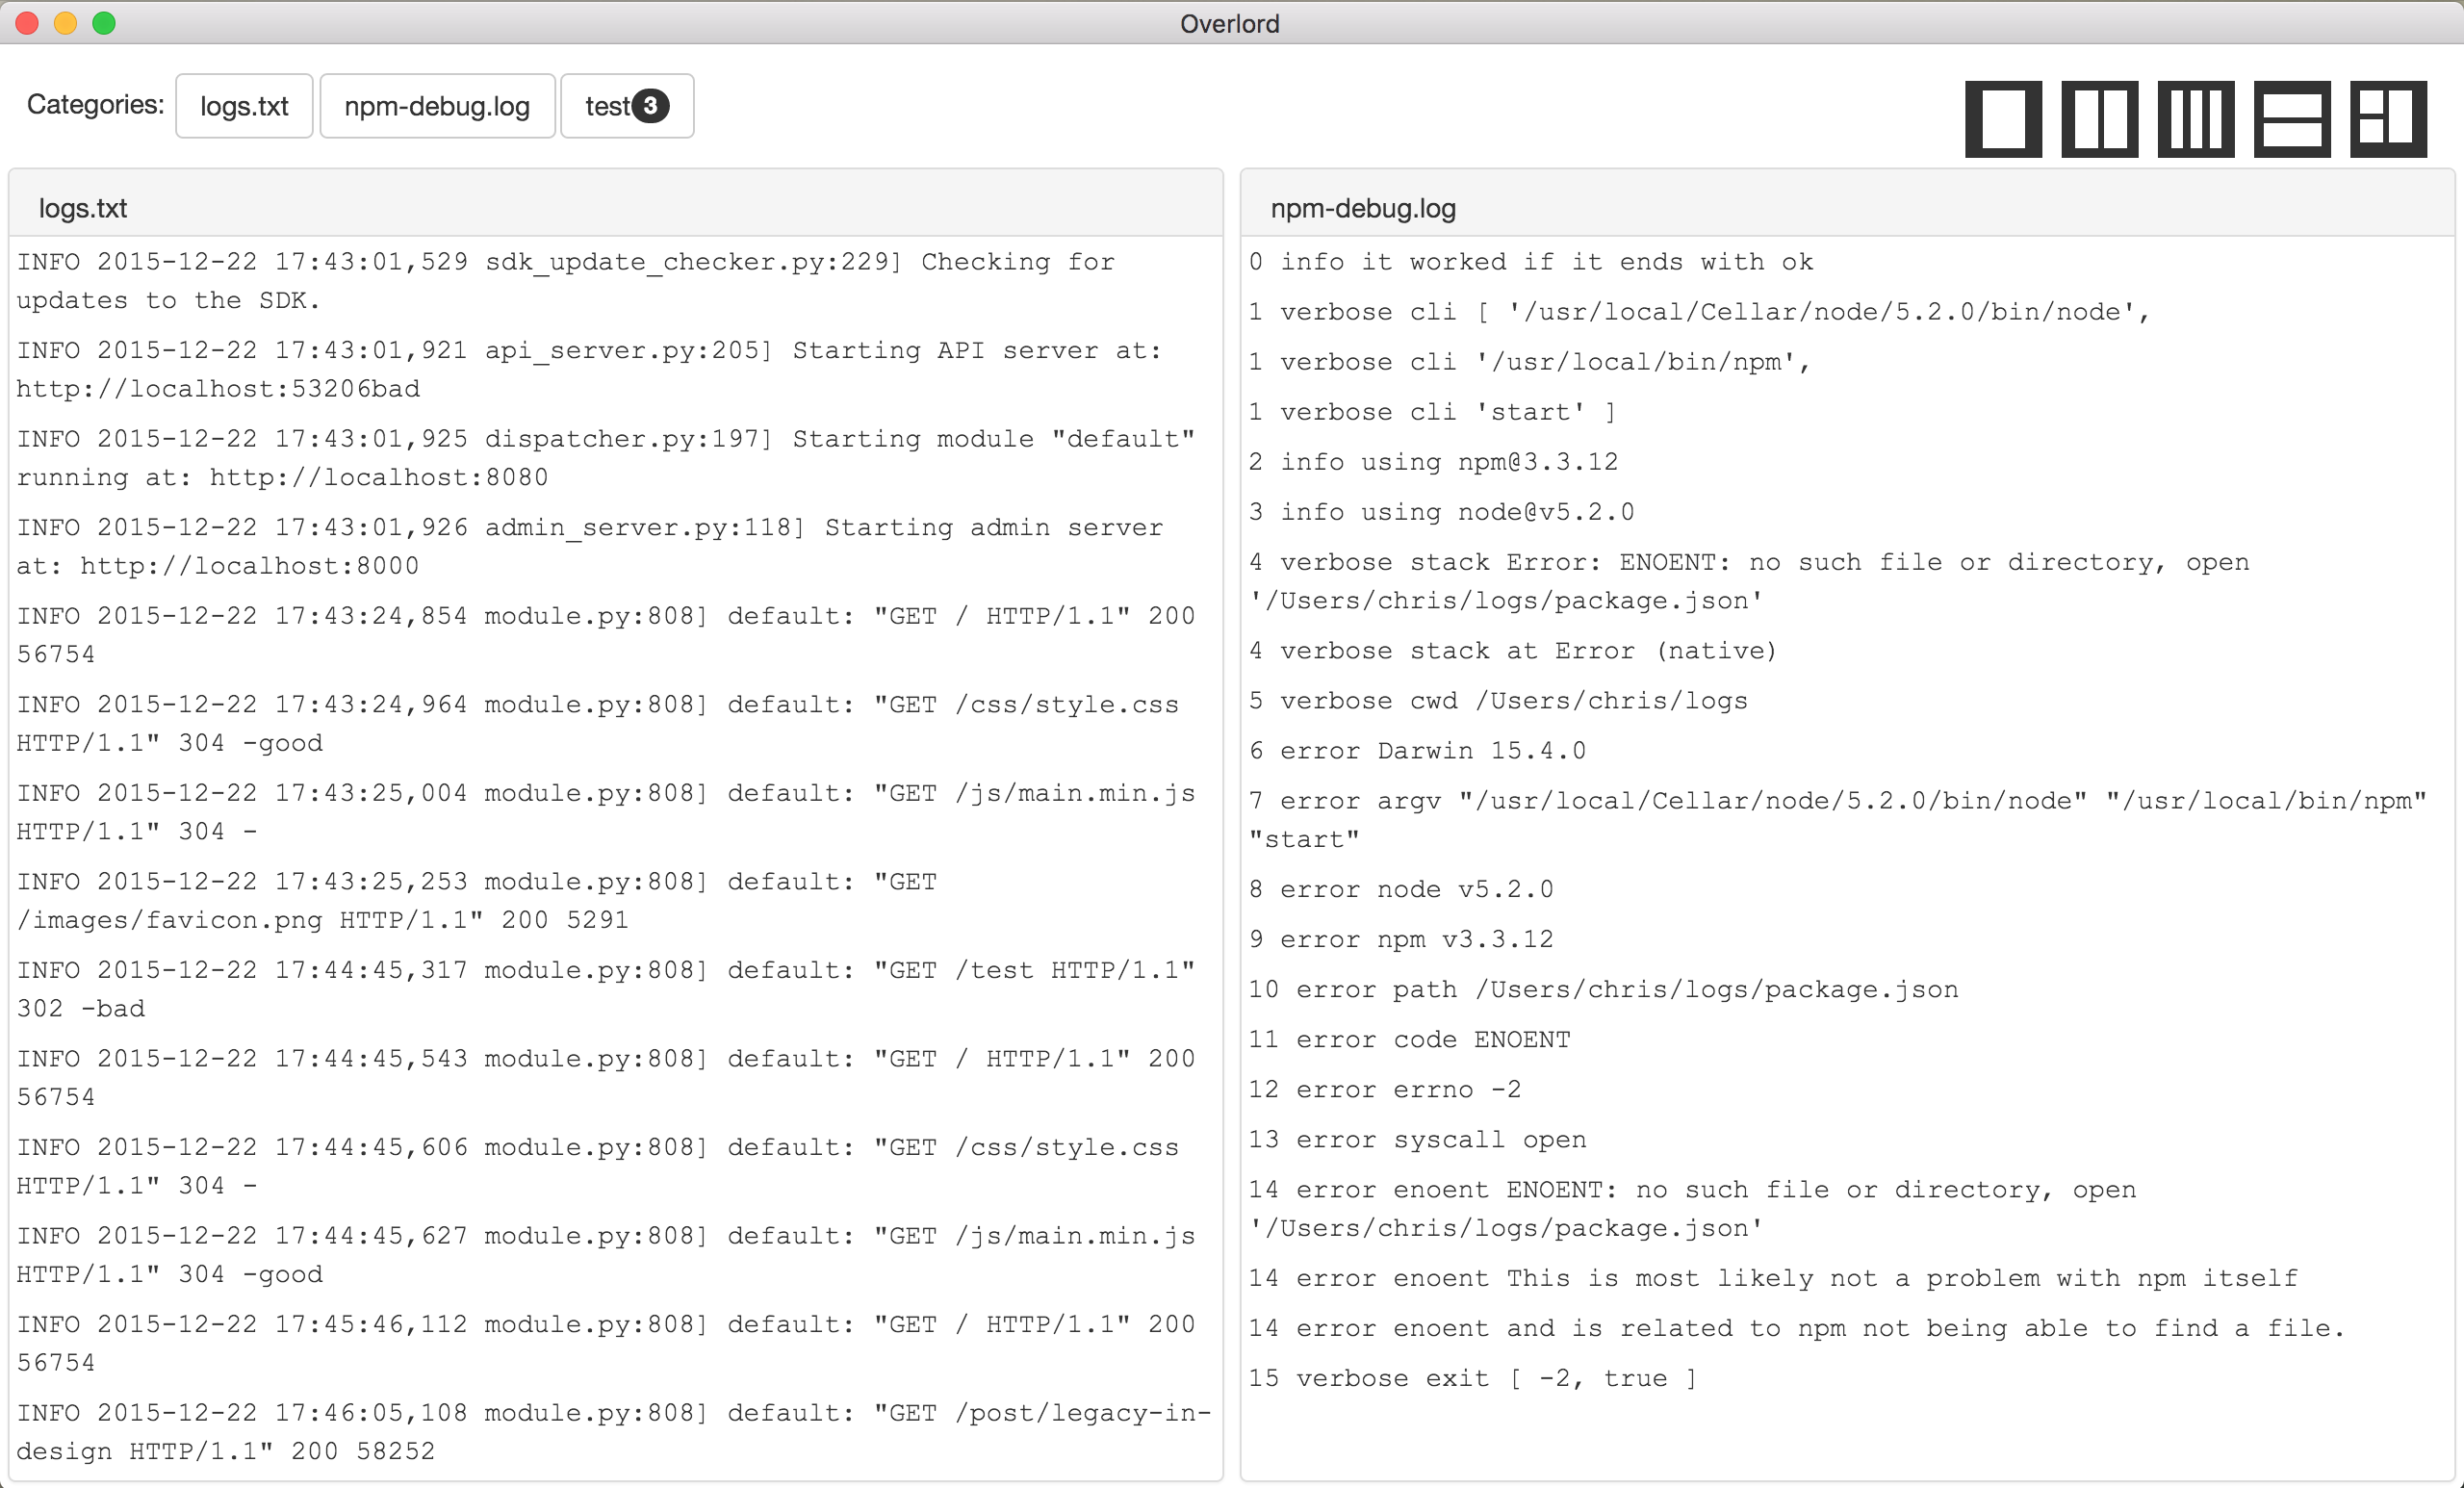 Overlord
Categories: logs.txt npm-debug.log test 3
logs.txt
INFO 2015-12-22 17:43:01,529 sdk_update_checker.py:229] Checking for
updates to the SDK.
INFO 2015-12-22 17:43:01,921 api_server.py:205] Starting API server at:
http://localhost:53206bad
INFO 2015-12-22 17:43:01,925 dispatcher.py:197] Starting module "default"
running at: http://localhost:8080
INFO 2015-12-22 17:43:01,926 admin_server.py:118] Starting admin server
at: http://localhost:8000
INFO 2015-12-22 17:43:24,854 module.py:808] default: "GET / HTTP/1.1" 200
56754
INFO 2015-12-22 17:43:24,964 module.py:808] default: "GET /css/style.css
HTTP/1.1" 304 -good
INFO 2015-12-22 17:43:25,004 module.py:808] default: "GET /js/main.min.js
HTTP/1.1" 304 -
INFO 2015-12-22 17:43:25,253 module.py:808] default: "GET
/images/favicon.png HTTP/1.1" 200 5291
INFO 2015-12-22 17:44:45,317 module.py:808] default: "GET /test HTTP/1.1"
302 -bad
INFO 2015-12-22 17:44:45,543 module.py:808] default: "GET / HTTP/1.1" 200
56754
INFO 2015-12-22 17:44:45,606 module.py:808] default: "GET /css/style.css
HTTP/1.1" 304 -
INFO 2015-12-22 17:44:45,627 module.py:808] default: "GET /js/main.min.js
HTTP/1.1" 304 -good
INFO 2015-12-22 17:45:46,112 module.py:808] default: "GET / HTTP/1.1" 200
56754
INFO 2015-12-22 17:46:05,108 module.py:808] default: "GET /post/legacy-in-
design HTTP/1.1" 200 58252
npm-debug.log
0 info it worked if it ends with ok
1 verbose cli [ '/usr/local/Cellar/node/5.2.0/bin/node',
1 verbose cli '/usr/local/bin/npm',
1 verbose cli 'start' ]
2 info using npm@3.3.12
3 info using node@v5.2.0
4 verbose stack Error: ENOENT: no such file or directory, open
'/Users/chris/logs/package.json'
4 verbose stack at Error (native)
5 verbose cwd /Users/chris/logs
6 error Darwin 15.4.0
7 error argv "/usr/local/Cellar/node/5.2.0/bin/node" "/usr/local/bin/npm"
"start"
8 error node v5.2.0
9 error npm v3.3.12
10 error path /Users/chris/logs/package.json
11 error code ENOENT
12 error errno -2
13 error syscall open
14 error enoent ENOENT: no such file or directory, open
'/Users/chris/logs/package.json'
14 error enoent This is most likely not a problem with npm itself
14 error enoent and is related to npm not being able to find a file.
15 verbose exit [ -2, true ]